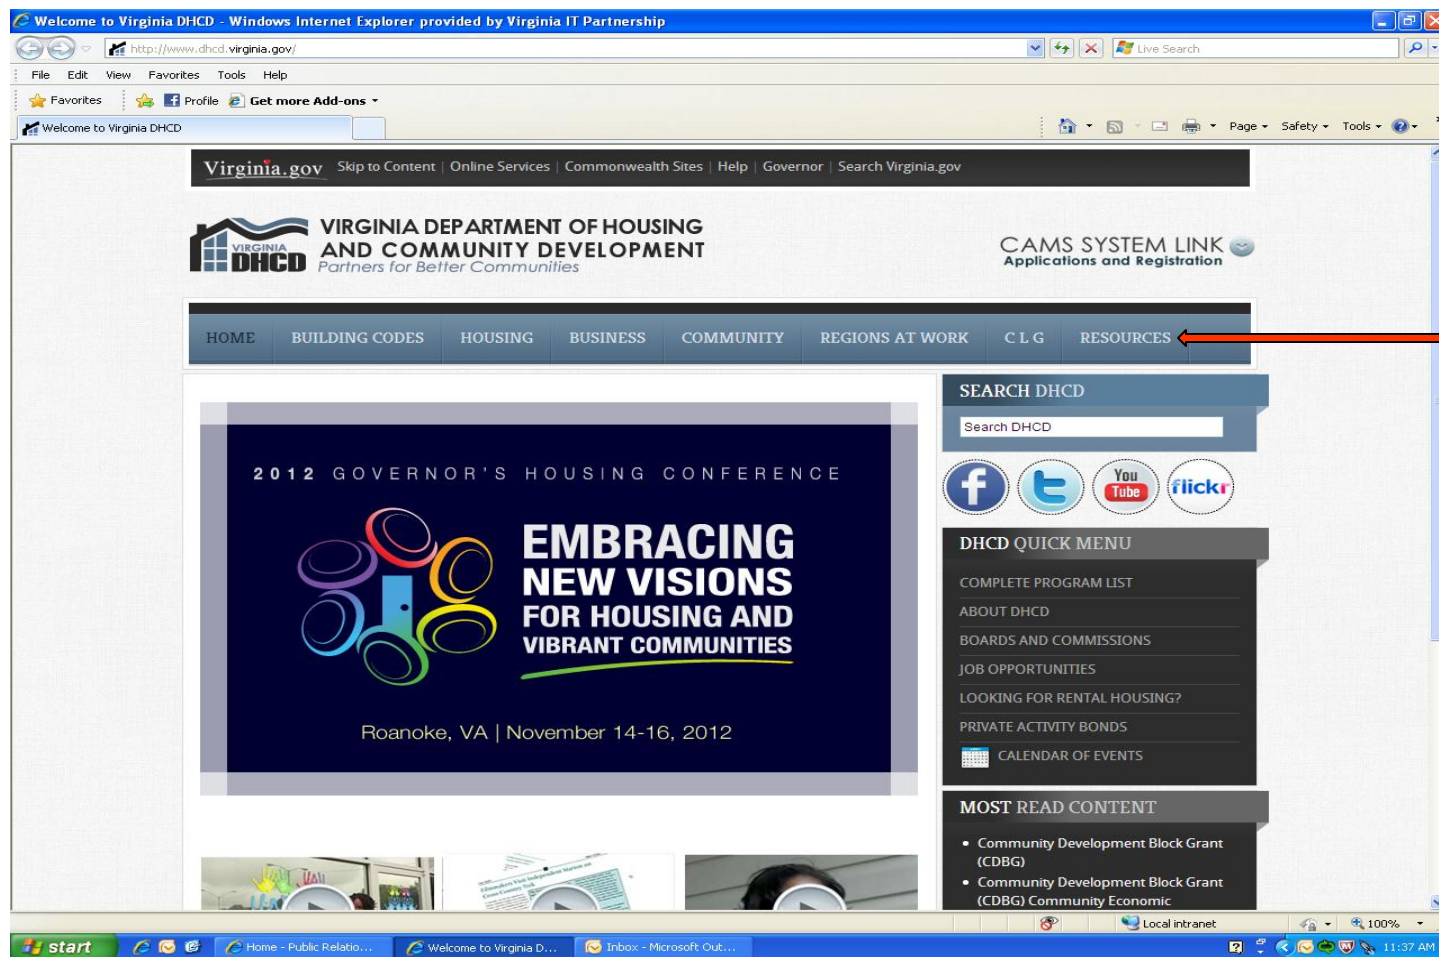 Welcome to Virginia DHCD - Windows Internet Explorer provided by Virginia IT Partnership
http://www.dhcd.virginia.gov/
Live Search
File Edit View Favorites Tools Help
Favorites Profile Get more Add-ons
Welcome to Virginia DHCD
Page Safety Tools
Virginia.gov Skip to Content | Online Services | Commonwealth Sites | Help | Governor | Search Virginia.gov
VIRGINIA DHCD
VIRGINIA DEPARTMENT OF HOUSING
AND COMMUNITY DEVELOPMENT
Partners for Better Communities
CAMS SYSTEM LINK
Applications and Registration
HOME BUILDING CODES HOUSING BUSINESS COMMUNITY REGIONS AT WORK C L G RESOURCES
2012 GOVERNOR'S HOUSING CONFERENCE
EMBRACING
NEW VISIONS
FOR HOUSING AND
VIBRANT COMMUNITIES
Roanoke, VA | November 14-16, 2012
SEARCH DHCD
Search DHCD
f t You Tube flickr
DHCD QUICK MENU
COMPLETE PROGRAM LIST
ABOUT DHCD
BOARDS AND COMMISSIONS
JOB OPPORTUNITIES
LOOKING FOR RENTAL HOUSING?
PRIVATE ACTIVITY BONDS
CALENDAR OF EVENTS
MOST READ CONTENT
• Community Development Block Grant
(CDBG)
• Community Development Block Grant
(CDBG) Community Economic
Local intranet
100%
start
Home - Public Relatio...
Welcome to Virginia D...
Inbox - Microsoft Out...
11:37 AM